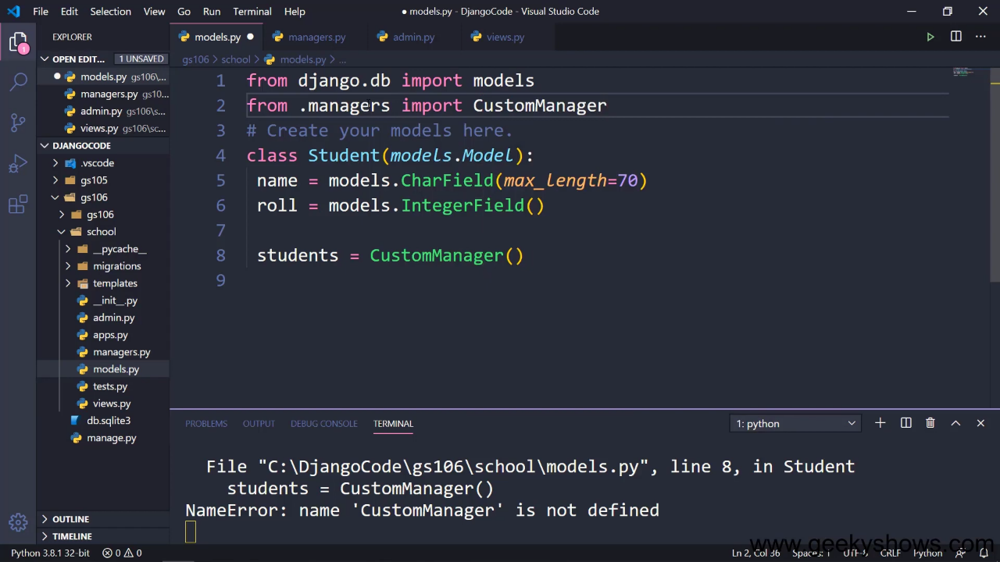 File Edit Selection View Go Run Terminal Help ● models.py - DjangoCode - Visual Studio Code
EXPLORER
models.py managers.py admin.py views.py
OPEN EDIT... 1 UNSAVED
gs106 > school > models.py > ...
models.py gs106\...
managers.py gs10...
admin.py gs106\sc...
views.py gs106\sc...
DJANGOCODE
.vscode
gs105
gs106
gs106
school
__pycache__
migrations
templates
__init__.py
admin.py
apps.py
managers.py
models.py
tests.py
views.py
db.sqlite3
manage.py
OUTLINE
TIMELINE
1 from django.db import models
2 from .managers import CustomManager
3 # Create your models here.
4 class Student(models.Model):
5 name = models.CharField(max_length=70)
6 roll = models.IntegerField()
7
8 students = CustomManager()
9
PROBLEMS OUTPUT DEBUG CONSOLE TERMINAL 1: python
File "C:\DjangoCode\gs106\school\models.py", line 8, in Student
students = CustomManager()
NameError: name 'CustomManager' is not defined
www.geekyshows.com
Python 3.8.1 32-bit 0 0 Ln 2, Col 36 Spaces: 1 UTF-8 CRLF Python